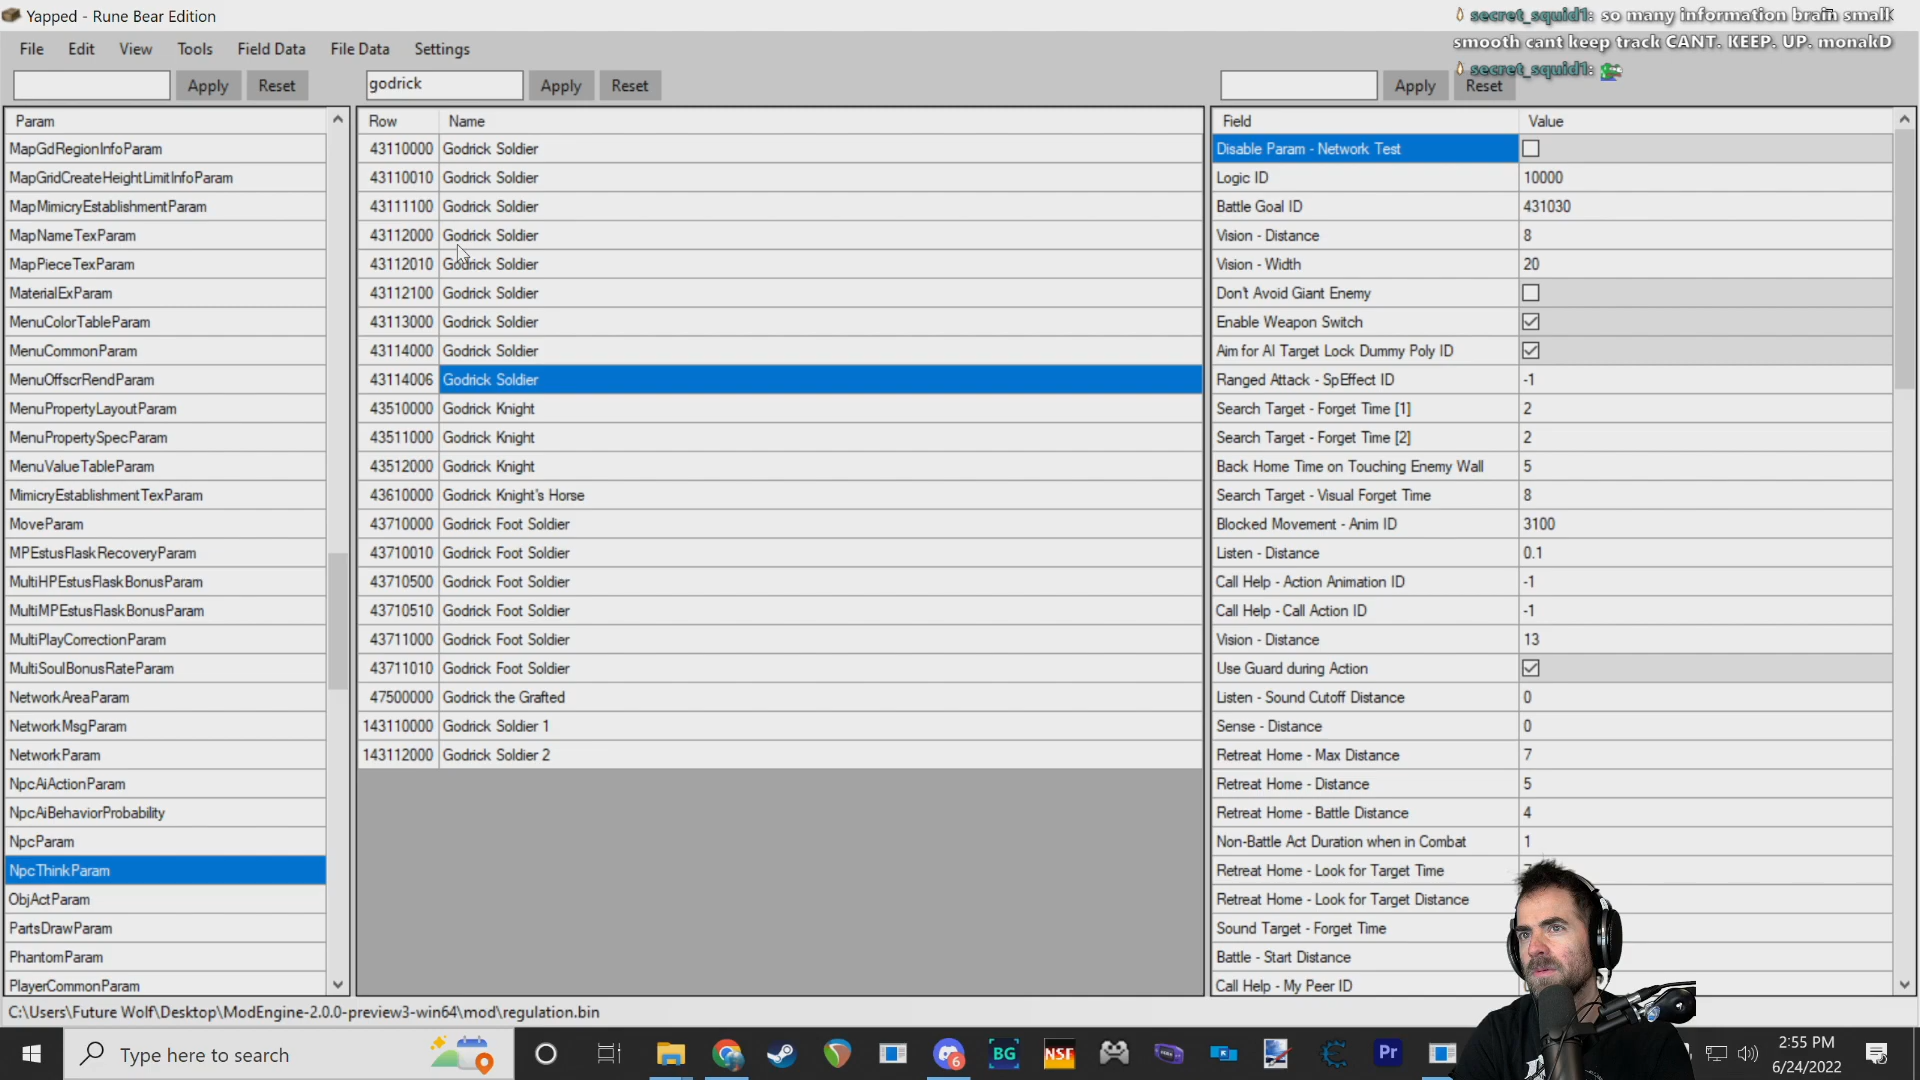 Yapped - Rune Bear Edition
secret_squid1: so many information brain small
smooth cant keep track CANT. KEEP. UP. monakD
secret_squid1:
File Edit View Tools Field Data File Data Settings
Apply Reset godrick Apply Reset Apply Reset
Param
MapGdRegionInfoParam
MapGridCreateHeightLimitInfoParam
MapMimicryEstablishmentParam
MapNameTexParam
MapPieceTexParam
MaterialExParam
MenuColorTableParam
MenuCommonParam
MenuOffscrRendParam
MenuPropertyLayoutParam
MenuPropertySpecParam
MenuValueTableParam
MimicryEstablishmentTexParam
MoveParam
MPEstusFlaskRecoveryParam
MultiHPEstusFlaskBonusParam
MultiMPEstusFlaskBonusParam
MultiPlayCorrectionParam
MultiSoulBonusRateParam
NetworkAreaParam
NetworkMsgParam
NetworkParam
NpcAiActionParam
NpcAiBehaviorProbability
NpcParam
NpcThinkParam
ObjActParam
PartsDrawParam
PhantomParam
PlayerCommonParam
Row Name
43110000 Godrick Soldier
43110010 Godrick Soldier
43111100 Godrick Soldier
43112000 Godrick Soldier
43112010 Godrick Soldier
43112100 Godrick Soldier
43113000 Godrick Soldier
43114000 Godrick Soldier
43114006 Godrick Soldier
43510000 Godrick Knight
43511000 Godrick Knight
43512000 Godrick Knight
43610000 Godrick Knight's Horse
43710000 Godrick Foot Soldier
43710010 Godrick Foot Soldier
43710500 Godrick Foot Soldier
43710510 Godrick Foot Soldier
43711000 Godrick Foot Soldier
43711010 Godrick Foot Soldier
47500000 Godrick the Grafted
143110000 Godrick Soldier 1
143112000 Godrick Soldier 2
Field Value
Disable Param - Network Test
Logic ID 10000
Battle Goal ID 431030
Vision - Distance 8
Vision - Width 20
Don't Avoid Giant Enemy
Enable Weapon Switch
Aim for AI Target Lock Dummy Poly ID
Ranged Attack - SpEffect ID -1
Search Target - Forget Time [1] 2
Search Target - Forget Time [2] 2
Back Home Time on Touching Enemy Wall 5
Search Target - Visual Forget Time 8
Blocked Movement - Anim ID 3100
Listen - Distance 0.1
Call Help - Action Animation ID -1
Call Help - Call Action ID -1
Vision - Distance 13
Use Guard during Action
Listen - Sound Cutoff Distance 0
Sense - Distance 0
Retreat Home - Max Distance 7
Retreat Home - Distance 5
Retreat Home - Battle Distance 4
Non-Battle Act Duration when in Combat 1
Retreat Home - Look for Target Time
Retreat Home - Look for Target Distance
Sound Target - Forget Time
Battle - Start Distance
Call Help - My Peer ID
C:\Users\Future Wolf\Desktop\ModEngine-2.0.0-preview3-win64\mod\regulation.bin
Type here to search
6
BG
NSF
Pr
2:55 PM
6/24/2022